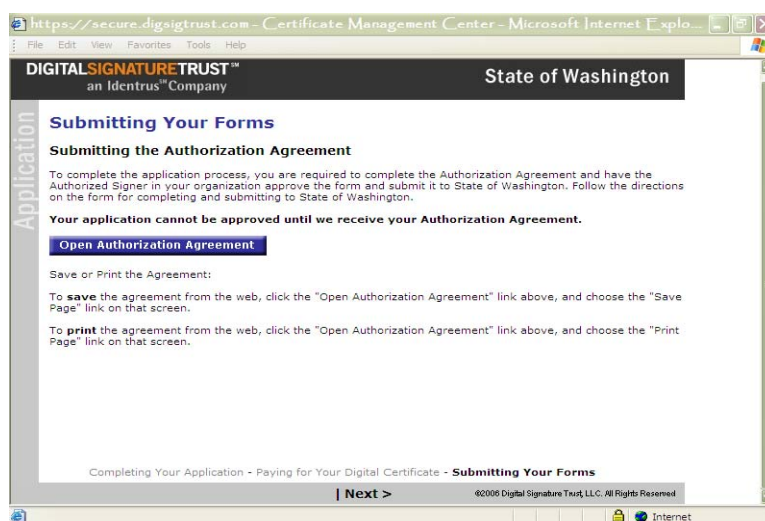 https://secure.digsigtrust.com - Certificate Management Center - Microsoft Internet Explo...
File Edit View Favorites Tools Help
DIGITALSIGNATURETRUST℠
an Identrus℠Company
State of Washington
Application
Submitting Your Forms
Submitting the Authorization Agreement
To complete the application process, you are required to complete the Authorization Agreement and have the
Authorized Signer in your organization approve the form and submit it to State of Washington. Follow the directions
on the form for completing and submitting to State of Washington.
Your application cannot be approved until we receive your Authorization Agreement.
Open Authorization Agreement
Save or Print the Agreement:
To save the agreement from the web, click the "Open Authorization Agreement" link above, and choose the "Save
Page" link on that screen.
To print the agreement from the web, click the "Open Authorization Agreement" link above, and choose the "Print
Page" link on that screen.
Completing Your Application - Paying for Your Digital Certificate - Submitting Your Forms
| Next >
©2006 Digital Signature Trust, LLC. All Rights Reserved
Internet